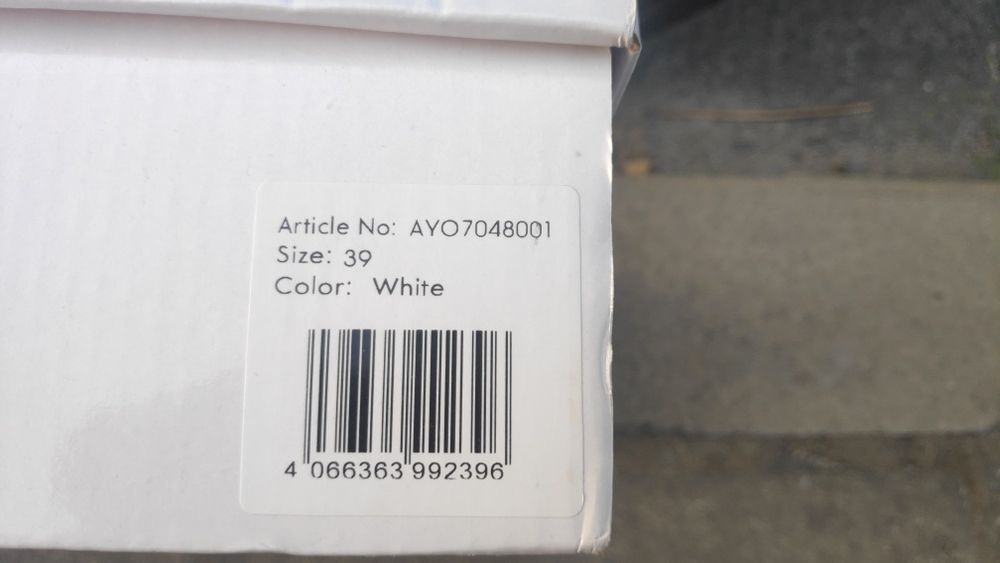 Article No: AYO7048001
Size: 39
Color: White
4 066363 992396